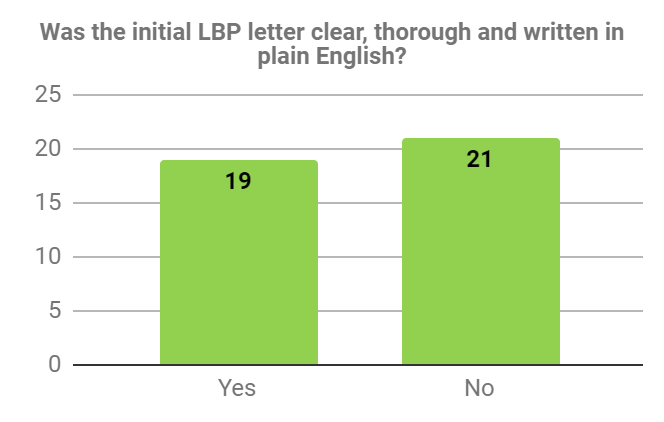 Was the initial LBP letter clear, thorough and written in
plain English?
25
20
15
10
5
0
19
21
Yes
No